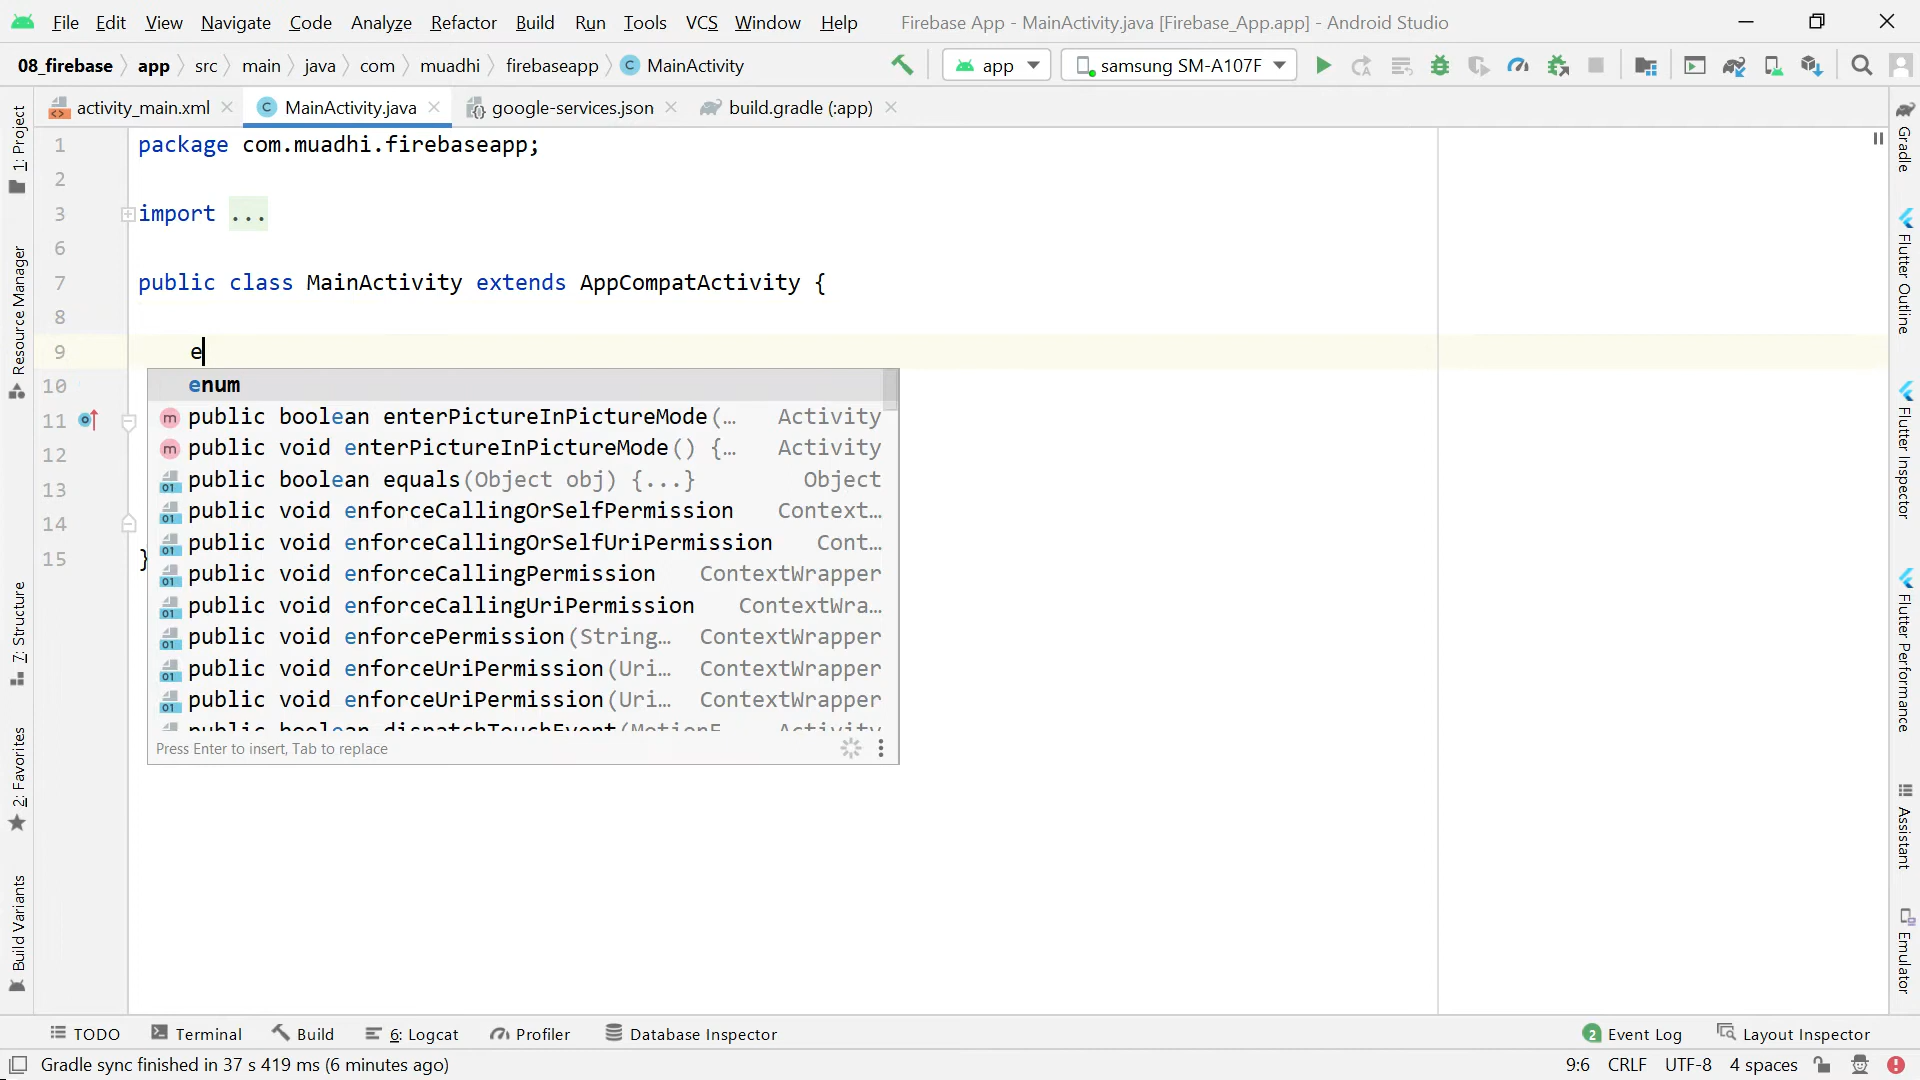 File Edit View Navigate Code Analyze Refactor Build Run Tools VCS Window Help Firebase App - MainActivity.java [Firebase_App.app] - Android Studio
08_firebase app src main java com muadhi firebaseapp C MainActivity app samsung SM-A107F
activity_main.xml C MainActivity.java google-services.json build.gradle (:app)
1 package com.muadhi.firebaseapp;
2
3 import ...
6
7 public class MainActivity extends AppCompatActivity {
8
9 e
10 enum
11 m public boolean enterPictureInPictureMode(… Activity
12 m public void enterPictureInPictureMode() {… Activity
13 public boolean equals(Object obj) {...} Object
14 public void enforceCallingOrSelfPermission Context…
15 } public void enforceCallingOrSelfUriPermission Cont…
public void enforceCallingPermission ContextWrapper
public void enforceCallingUriPermission ContextWra…
public void enforcePermission(String… ContextWrapper
public void enforceUriPermission(Uri… ContextWrapper
public void enforceUriPermission(Uri… ContextWrapper
public boolean dispatchTouchEvent(MotionE Activity
Press Enter to insert, Tab to replace
1: Project
Resource Manager
7: Structure
2: Favorites
Build Variants
Gradle
Flutter Outline
Flutter Inspector
Flutter Performance
Assistant
Emulator
TODO Terminal Build 6: Logcat Profiler Database Inspector 2 Event Log Layout Inspector
Gradle sync finished in 37 s 419 ms (6 minutes ago) 9:6 CRLF UTF-8 4 spaces